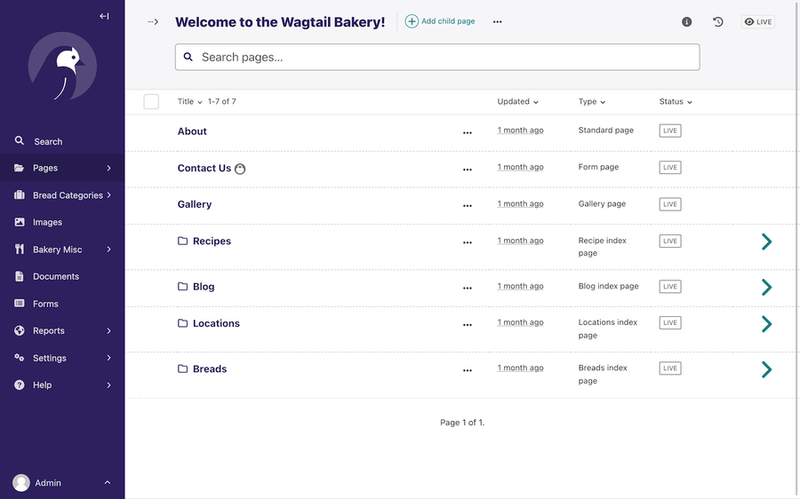 Search
Pages
Bread Categories
Images
Bakery Misc
Documents
Forms
Reports
Settings
Help
Admin
Welcome to the Wagtail Bakery!
Add child page
LIVE
Search pages...
Title 1-7 of 7 Updated Type Status
About 1 month ago Standard page LIVE
Contact Us 1 month ago Form page LIVE
Gallery 1 month ago Gallery page LIVE
Recipes 1 month ago Recipe index LIVE
page
Blog 1 month ago Blog index page LIVE
Locations 1 month ago Locations index LIVE
page
Breads 1 month ago Breads index LIVE
page
Page 1 of 1.